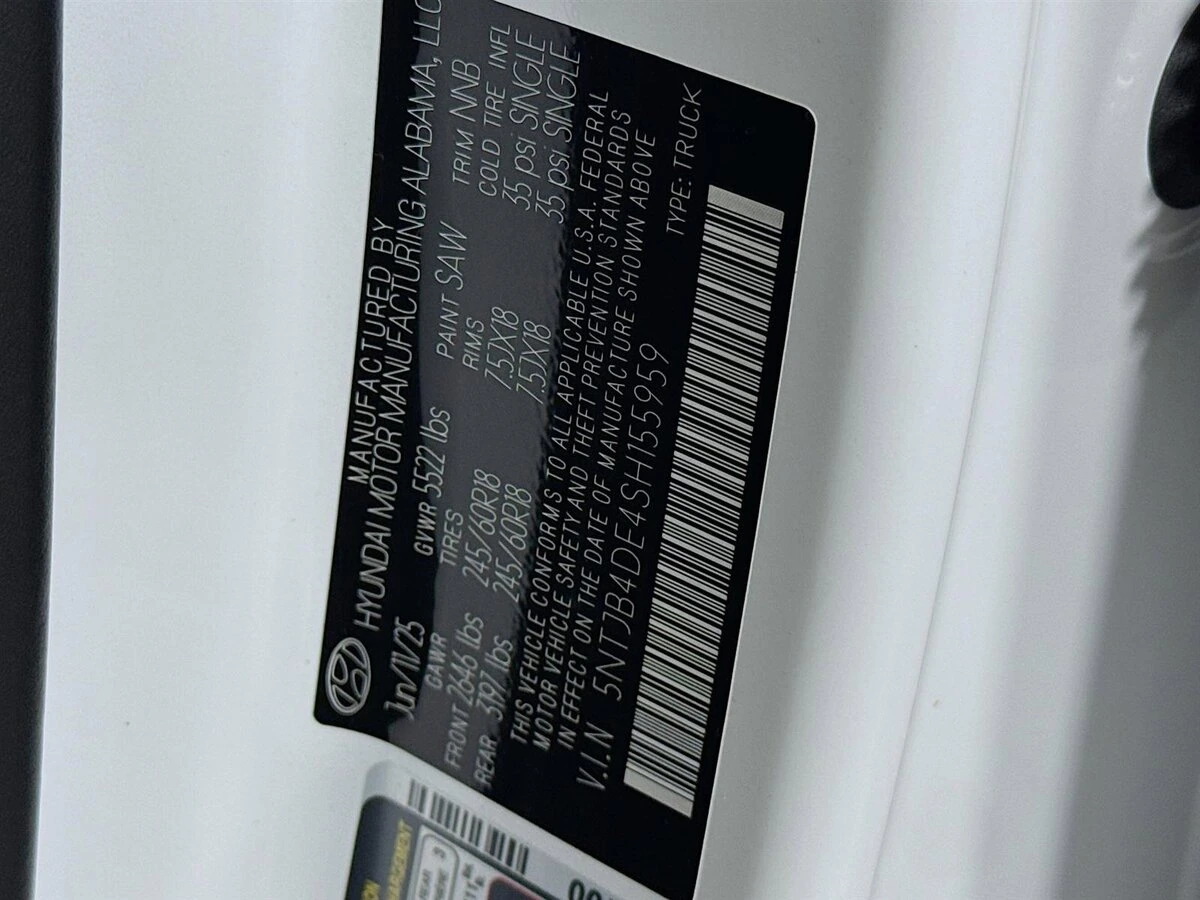 MANUFACTURED BY
HYUNDAI MOTOR MANUFACTURING ALABAMA, LLC
Jun/1/25 GVWR 5522 lbs PAINT SAW TRIM NNB
GAWR TIRES RIMS COLD TIRE INFL
FRONT 2646 lbs 245/60R18 7.5JX18 35 psi SINGLE
REAR 3197 lbs 245/60R18 7.5JX18 35 psi SINGLE
THIS VEHICLE CONFORMS TO ALL APPLICABLE U.S.A. FEDERAL
MOTOR VEHICLE SAFETY AND THEFT PREVENTION STANDARDS
IN EFFECT ON THE DATE OF MANUFACTURE SHOWN ABOVE
V.I.N 5NTJB4DE4SH155959 TYPE: TRUCK
REAR